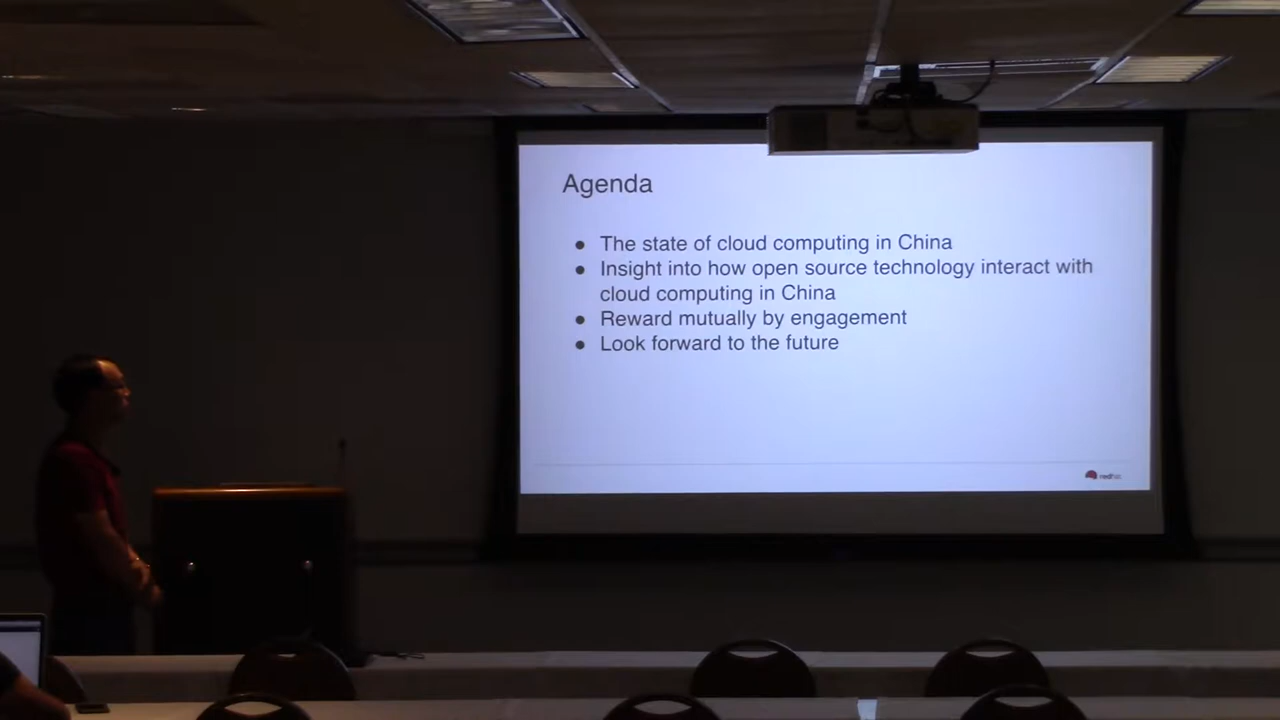 Agenda
● The state of cloud computing in China
● Insight into how open source technology interact with
cloud computing in China
● Reward mutually by engagement
● Look forward to the future
redhat